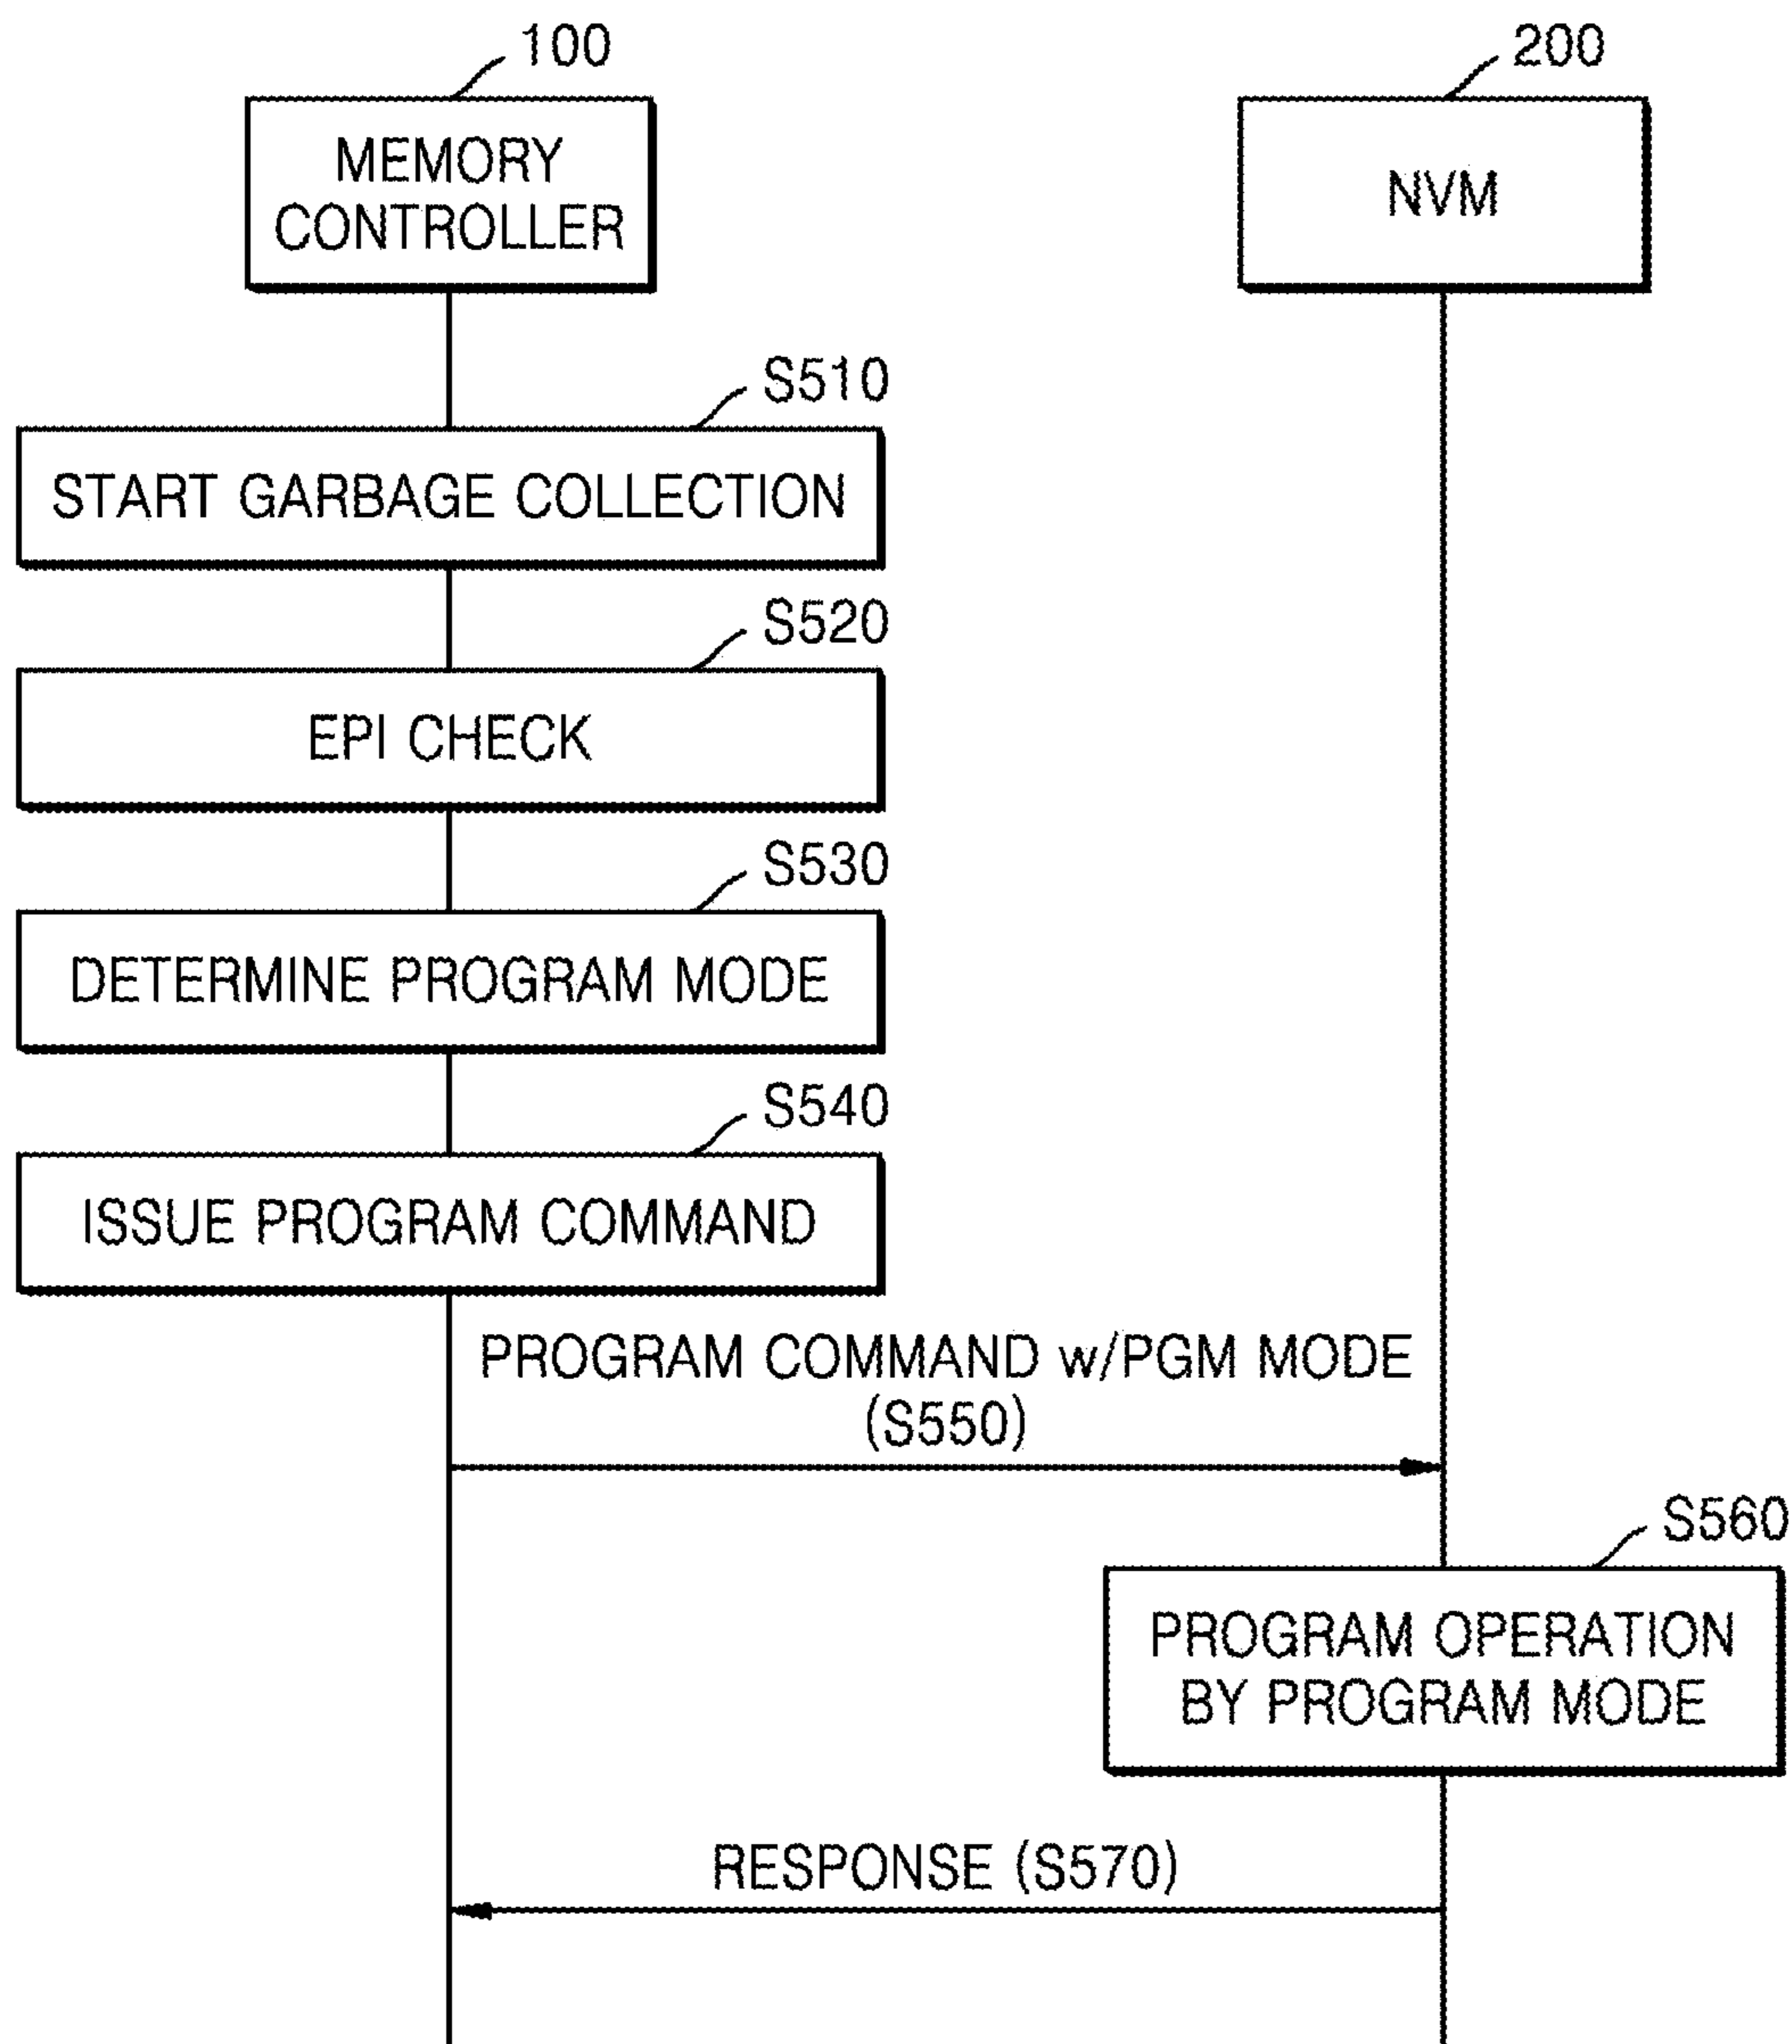 100
200
MEMORY
CONTROLLER
NVM
S510
START GARBAGE COLLECTION
S520
EPI CHECK
S530
DETERMINE PROGRAM MODE
S540
ISSUE PROGRAM COMMAND
PROGRAM COMMAND w/PGM MODE
(S550)
S560
PROGRAM OPERATION
BY PROGRAM MODE
RESPONSE (S570)